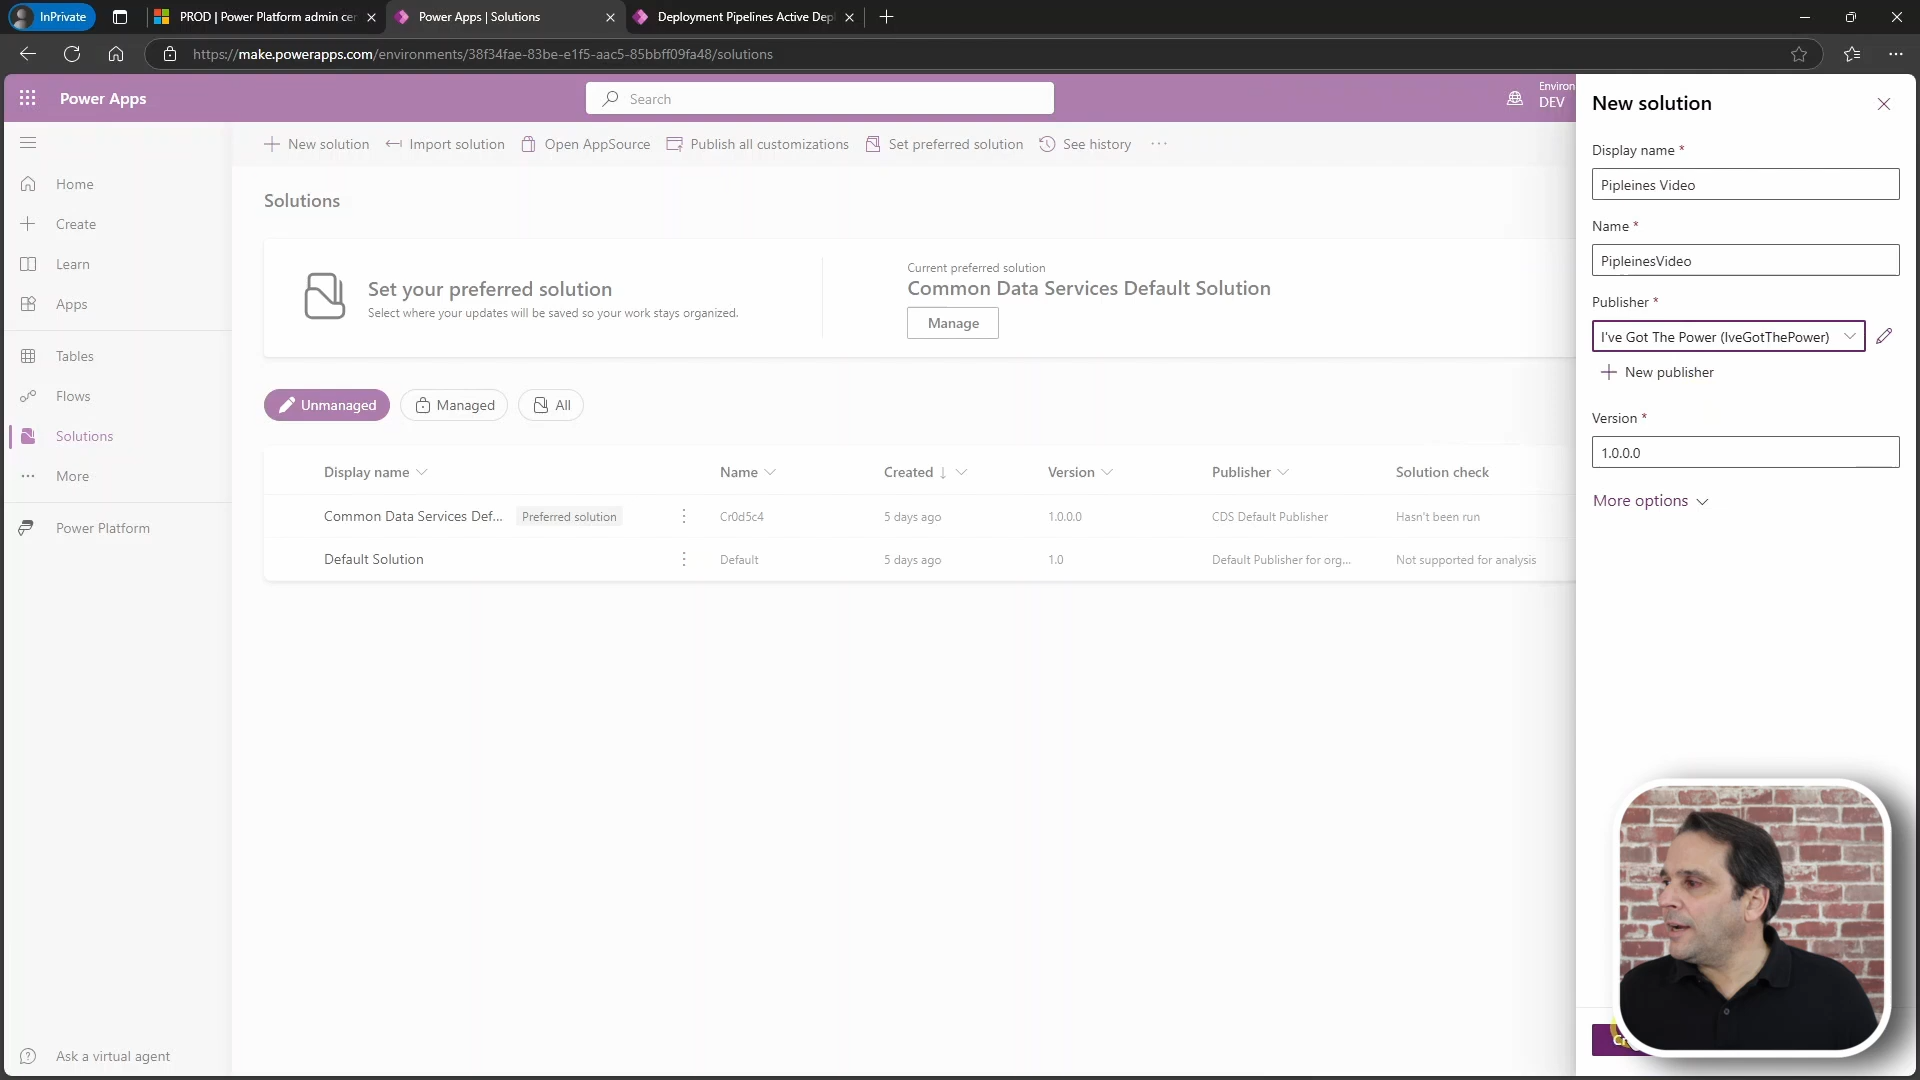 InPrivate
PROD | Power Platform admin cer
Power Apps | Solutions
Deployment Pipelines Active Dep
https://make.powerapps.com/environments/38f34fae-83be-e1f5-aac5-85bbff09fa48/solutions
Power Apps
Search
Environ
DEV
Home
Create
Learn
Apps
Tables
Flows
Solutions
More
Power Platform
Ask a virtual agent
New solution
Import solution
Open AppSource
Publish all customizations
Set preferred solution
See history
Solutions
Set your preferred solution
Select where your updates will be saved so your work stays organized.
Current preferred solution
Common Data Services Default Solution
Manage
Unmanaged
Managed
All
Display name Name Created Version Publisher Solution check
Common Data Services Def... Preferred solution Cr0d5c4 5 days ago 1.0.0.0 CDS Default Publisher Hasn't been run
Default Solution Default 5 days ago 1.0 Default Publisher for org... Not supported for analysis
New solution
Display name *
Pipleines Video
Name *
PipleinesVideo
Publisher *
I've Got The Power (IveGotThePower)
New publisher
Version *
1.0.0.0
More options